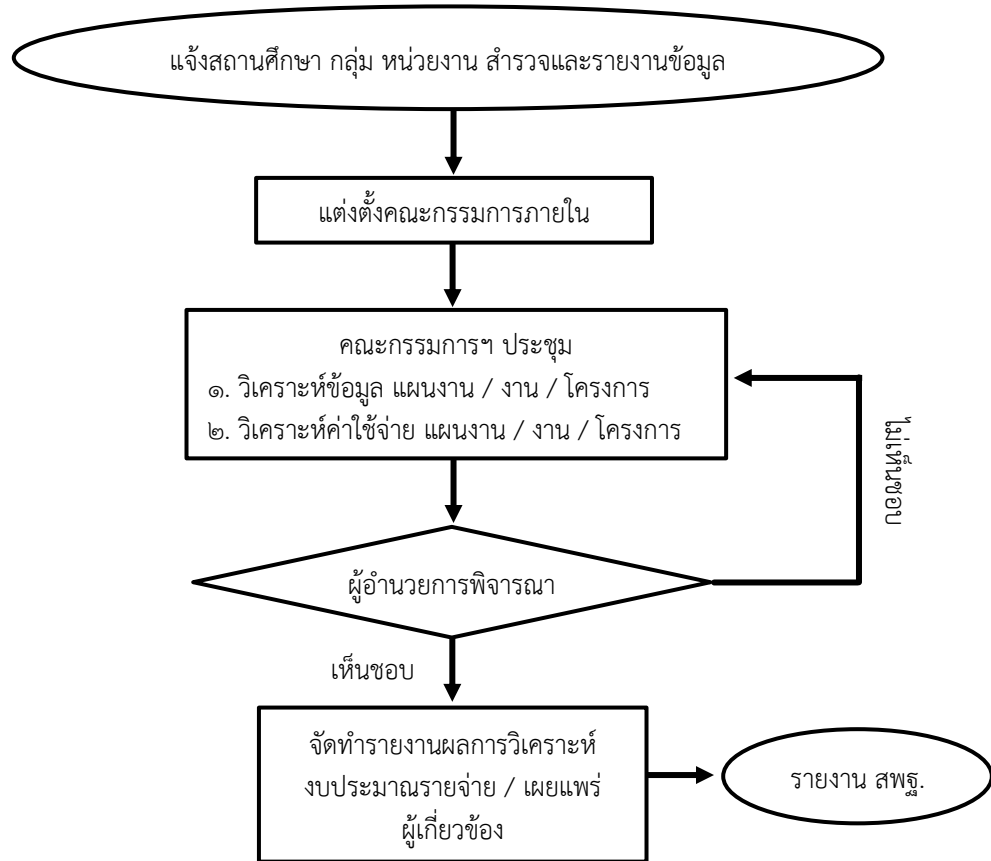 แจ้งสถานศึกษา กลุ่ม หน่วยงาน สำรวจและรายงานข้อมูล
แต่งตั้งคณะกรรมการภายใน
คณะกรรมการฯ ประชุม
๑. วิเคราะห์ข้อมูล แผนงาน / งาน / โครงการ
๒. วิเคราะห์ค่าใช้จ่าย แผนงาน / งาน / โครงการ
ไม่เห็นชอบ
ผู้อำนวยการพิจารณา
เห็นชอบ
จัดทำรายงานผลการวิเคราะห์
งบประมาณรายจ่าย / เผยแพร่
ผู้เกี่ยวข้อง
รายงาน สพฐ.